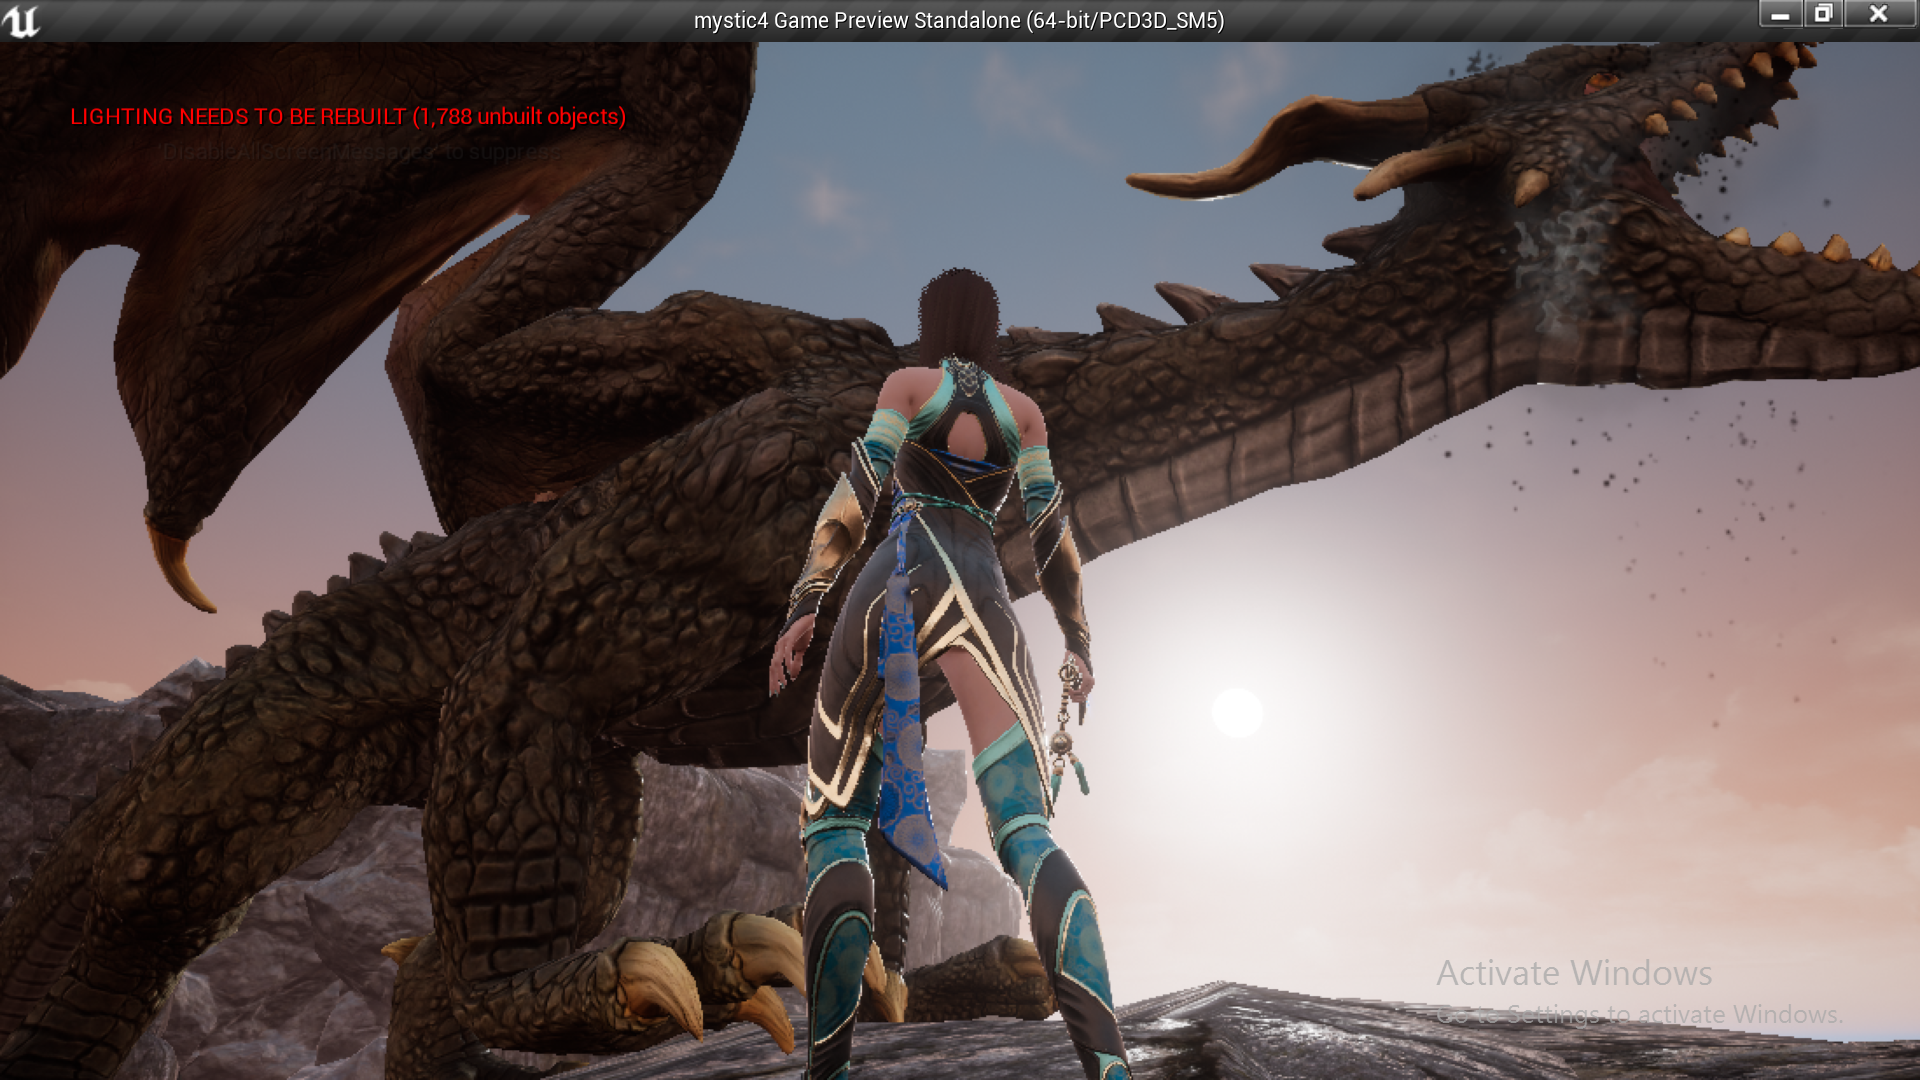 mystic4 Game Preview Standalone (64-bit/PCD3D_SM5)
LIGHTING NEEDS TO BE REBUILT (1,788 unbuilt objects)
'DisableAllScreenMessages' to suppress
Activate Windows
Go to Settings to activate Windows.